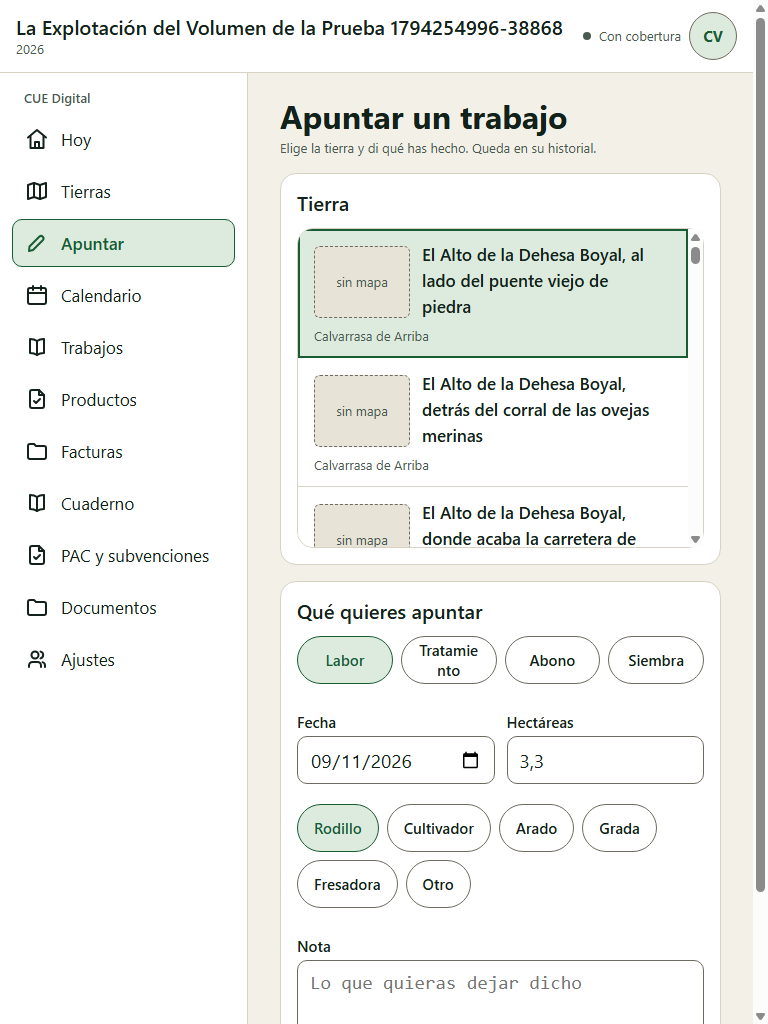 La Explotación del Volumen de la Prueba 1794254996-38868
2026
Con cobertura
CV
CUE Digital
Hoy
Tierras
Apuntar
Calendario
Trabajos
Productos
Facturas
Cuaderno
PAC y subvenciones
Documentos
Ajustes
Apuntar un trabajo
Elige la tierra y di qué has hecho. Queda en su historial.
Tierra
sin mapa
El Alto de la Dehesa Boyal, al
lado del puente viejo de
piedra
Calvarrasa de Arriba
sin mapa
El Alto de la Dehesa Boyal,
detrás del corral de las ovejas
merinas
Calvarrasa de Arriba
sin mapa
El Alto de la Dehesa Boyal,
donde acaba la carretera de
Qué quieres apuntar
Labor
Tratamie
nto
Abono
Siembra
Fecha
Hectáreas
09/11/2026
3,3
Rodillo
Cultivador
Arado
Grada
Fresadora
Otro
Nota
Lo que quieras dejar dicho